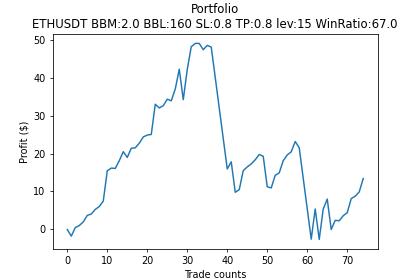 Portfolio
ETHUSDT BBM:2.0 BBL:160 SL:0.8 TP:0.8 lev:15 WinRatio:67.0
50
40
30
20
10
0
Profit ($)
0 10 20 30 40 50 60 70
Trade counts